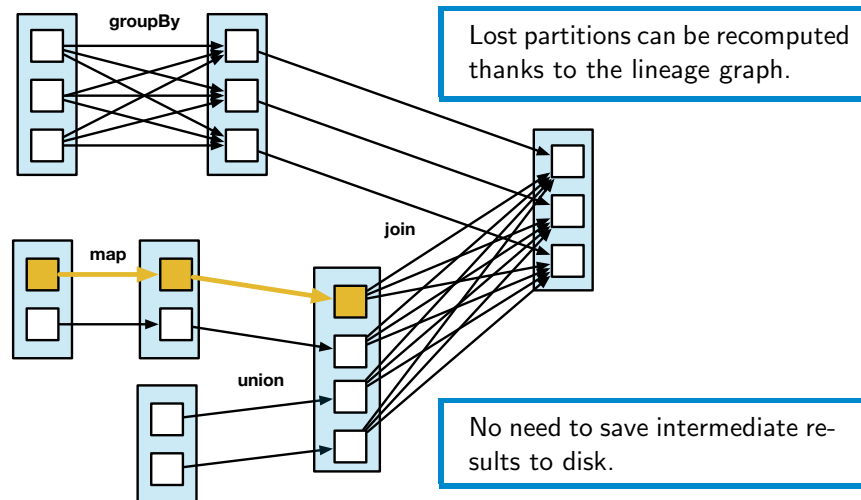 groupBy
Lost partitions can be recomputed
thanks to the lineage graph.
join
map
union
No need to save intermediate re-
sults to disk.